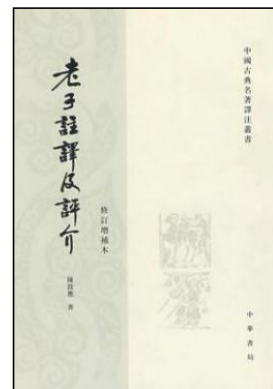 中國古典名著譯注叢書
老子註譯及評介
修訂增補本
陳鼓應 著
中華書局